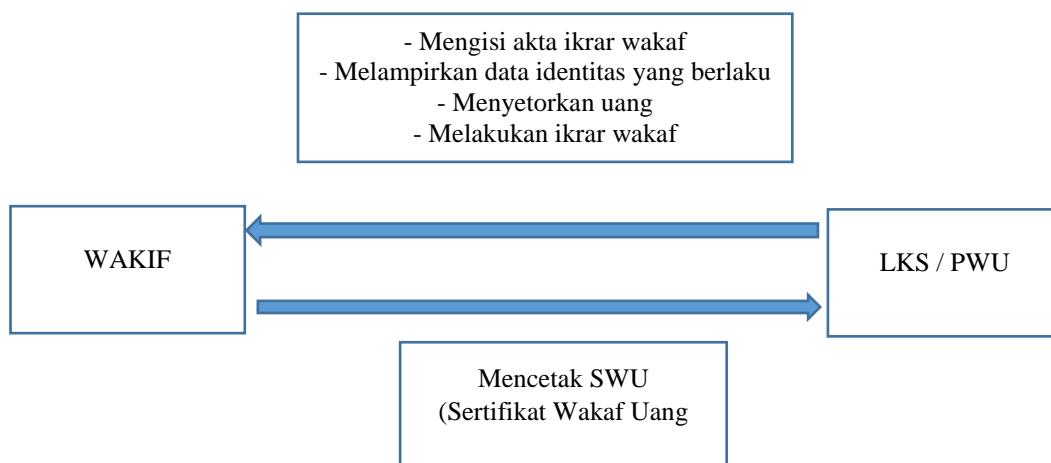 - Mengisi akta ikrar wakaf
- Melampirkan data identitas yang berlaku
- Menyetorkan uang
- Melakukan ikrar wakaf
WAKIF
LKS / PWU
Mencetak SWU
(Sertifikat Wakaf Uang